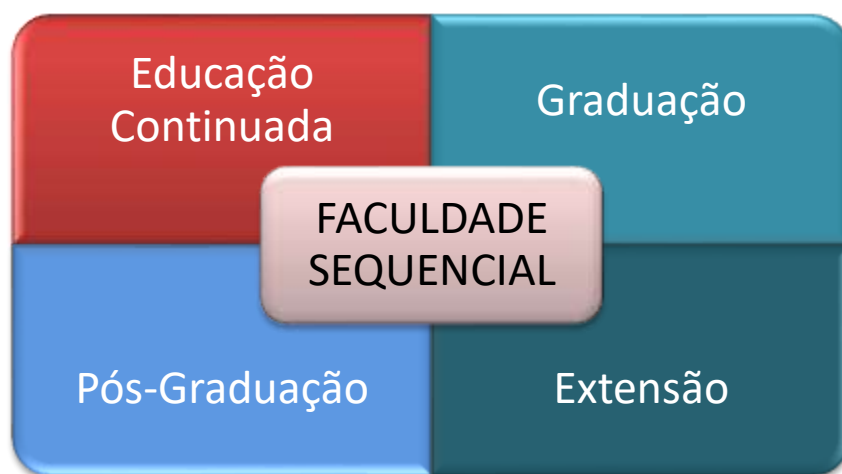 Educação
Continuada
Graduação
FACULDADE
SEQUENCIAL
Pós-Graduação
Extensão